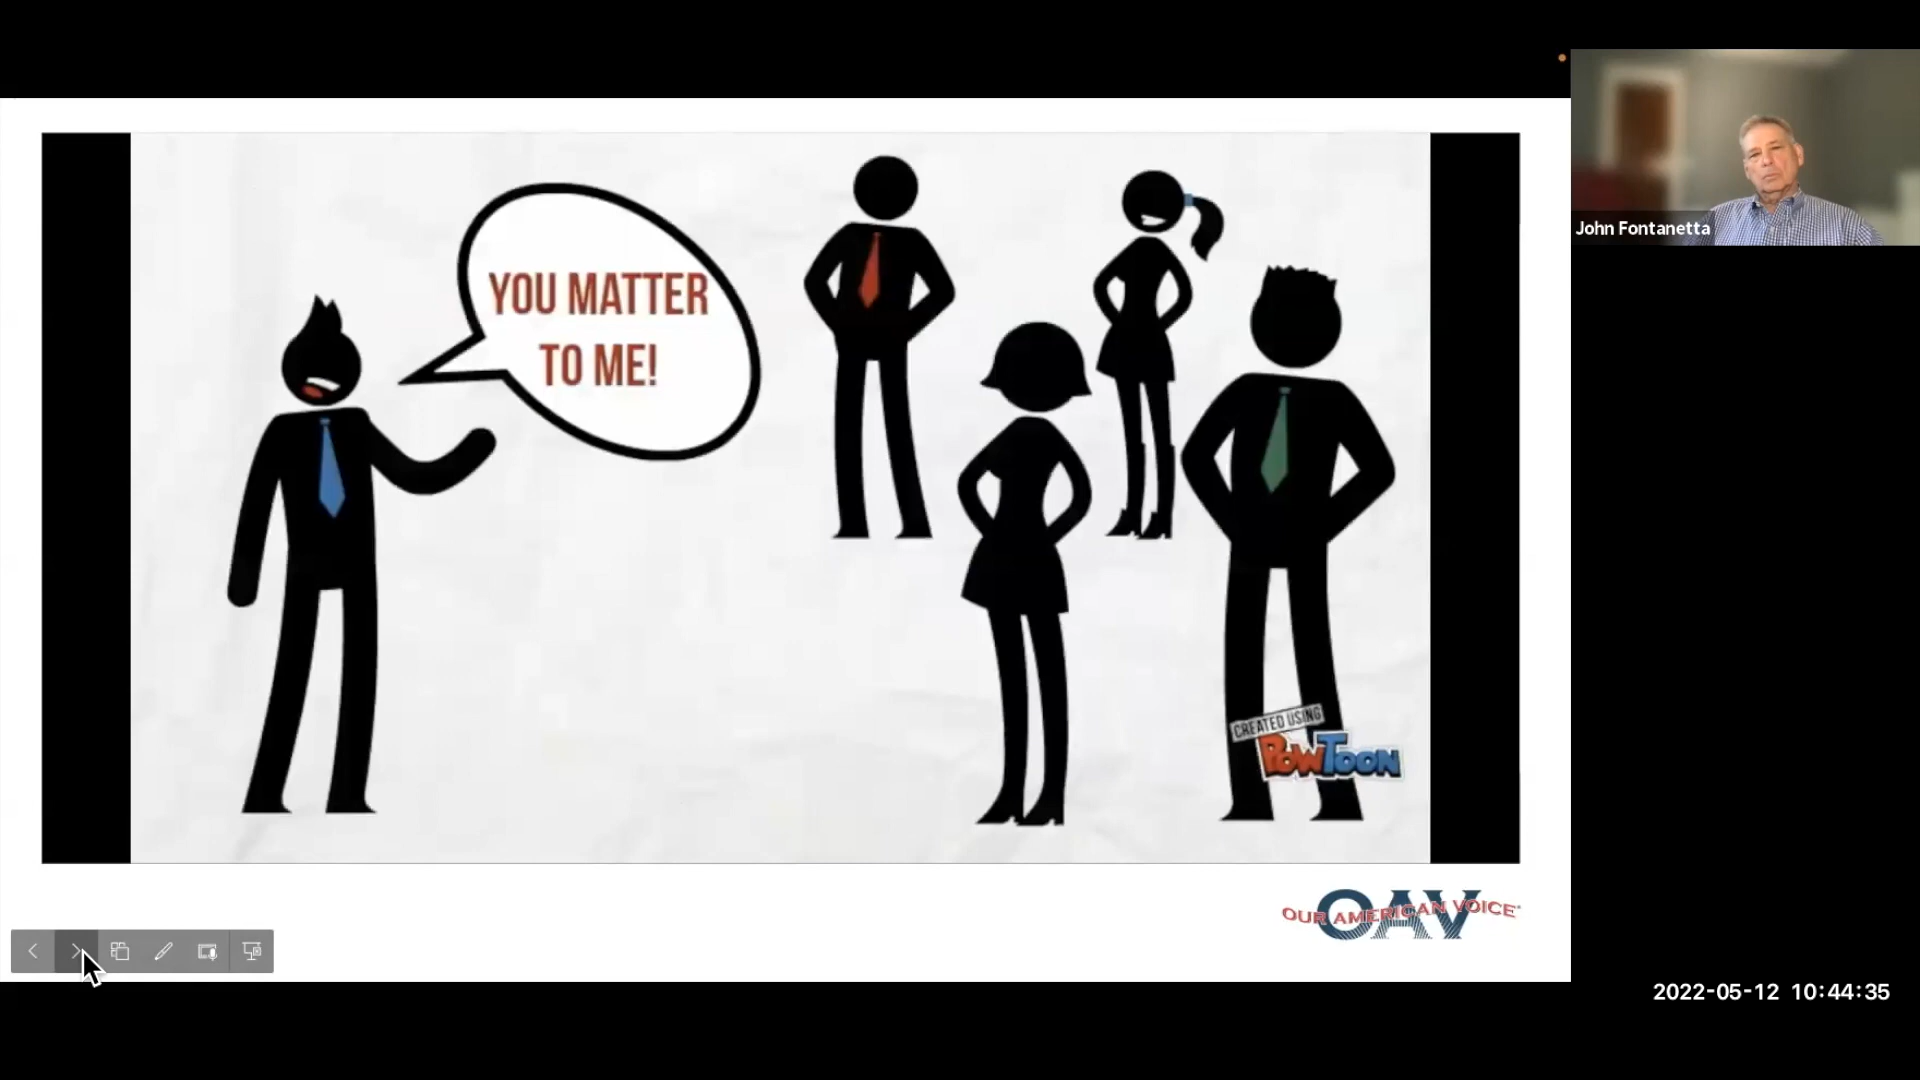 YOU MATTER
TO ME!
John Fontanetta
CREATED USING
POWTOON
OAV
OUR AMERICAN VOICE
2022-05-12 10:44:35